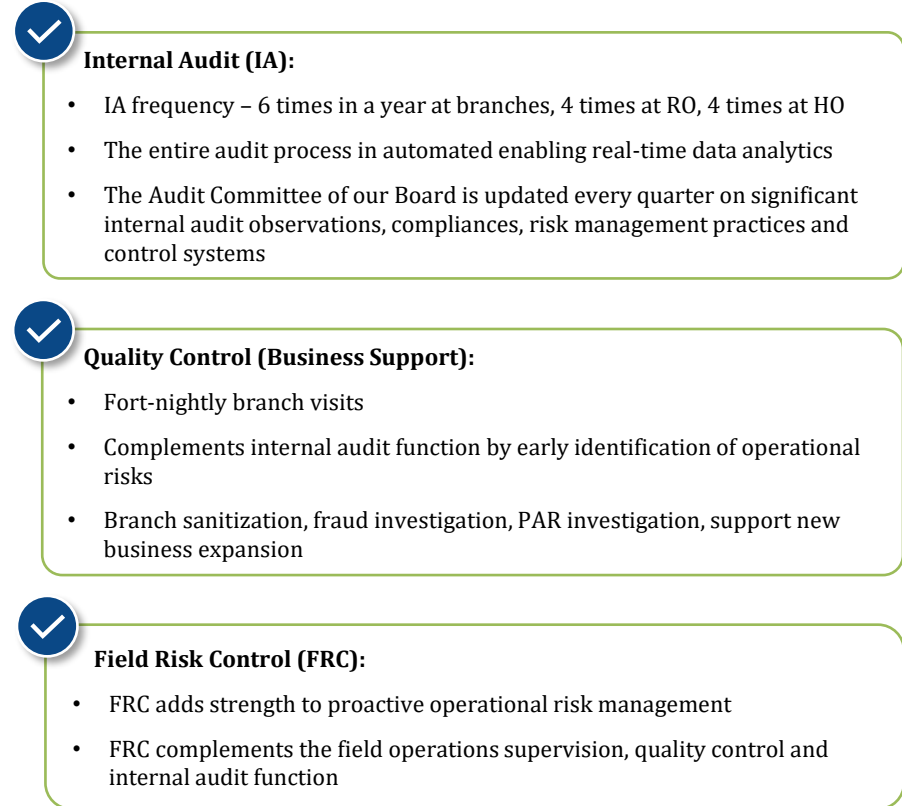 Internal Audit (IA):
• IA frequency – 6 times in a year at branches, 4 times at RO, 4 times at HO
• The entire audit process in automated enabling real-time data analytics
• The Audit Committee of our Board is updated every quarter on significant
internal audit observations, compliances, risk management practices and
control systems
Quality Control (Business Support):
• Fort-nightly branch visits
• Complements internal audit function by early identification of operational
risks
• Branch sanitization, fraud investigation, PAR investigation, support new
business expansion
Field Risk Control (FRC):
• FRC adds strength to proactive operational risk management
• FRC complements the field operations supervision, quality control and
internal audit function